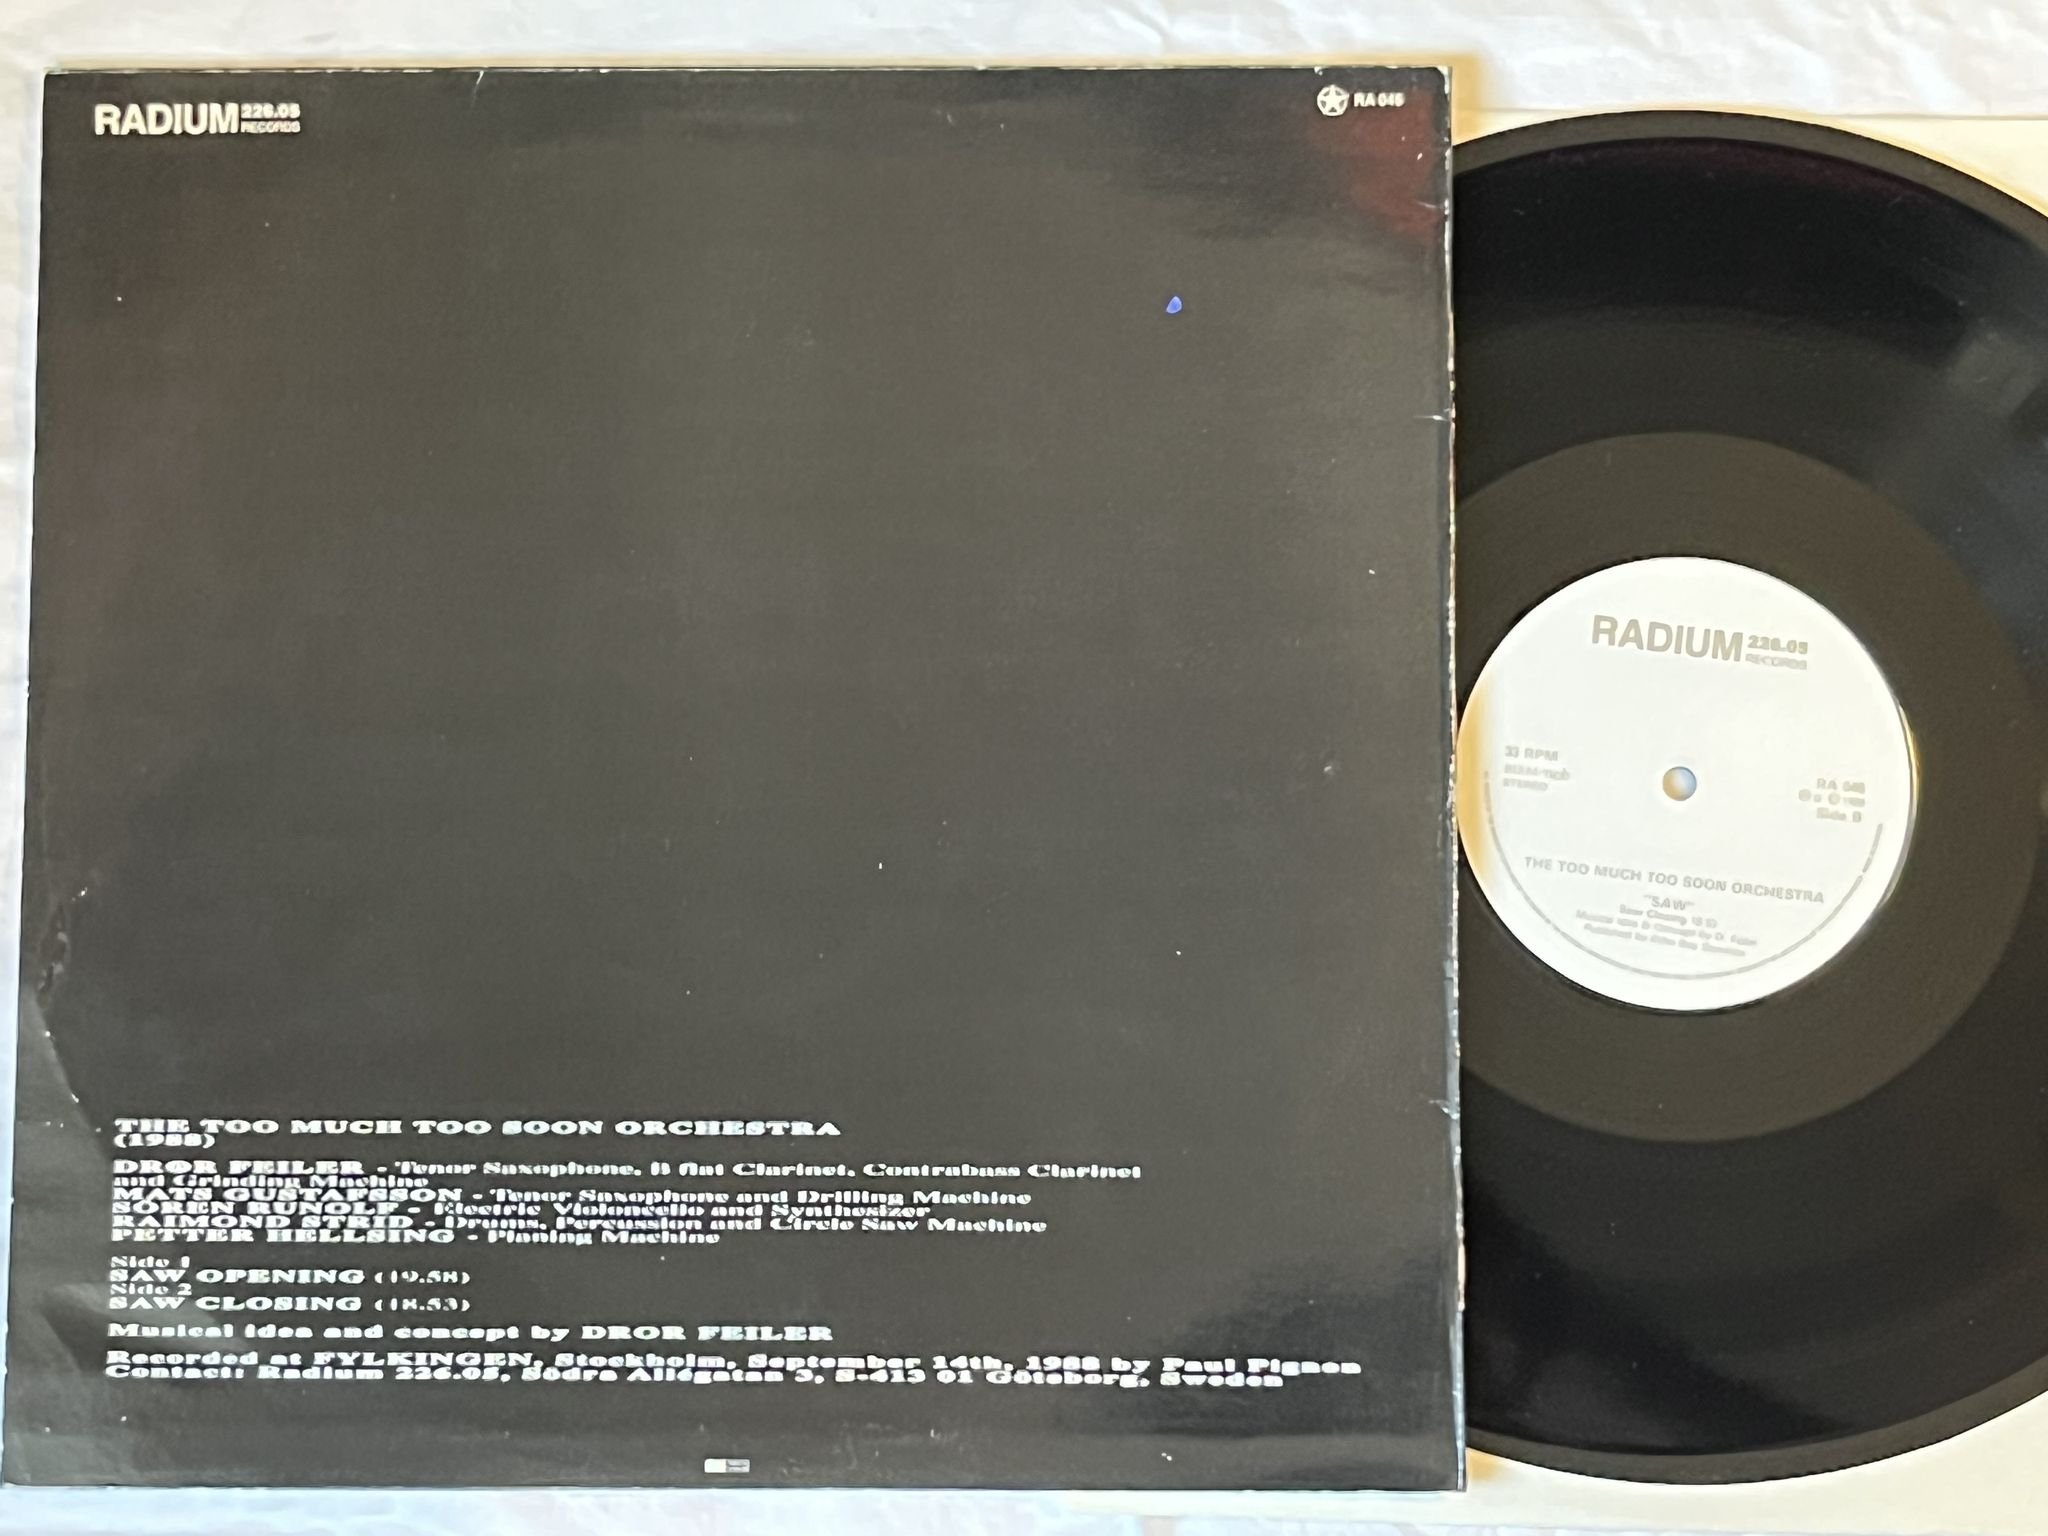 RADIUM 226.05
RECORDS
RA 046
THE TOO MUCH TOO SOON ORCHESTRA
(1988)
DROR FEILER - Tenor Saxophone, B flat Clarinet, Contrabass Clarinet
and Grinding Machine
MATS GUSTAFSSON - Tenor Saxophone and Drilling Machine
SÖREN RUNOLF - Electric Violoncello and Synthesizer
RAIMOND STRID - Drums, Percussion and Circle Saw Machine
PETTER HELLSING - Planing Machine
Side 1
SAW OPENING (19.58)
Side 2
SAW CLOSING (18.53)
Musical idea and concept by DROR FEILER
Recorded at FYLKINGEN, Stockholm, September 14th, 1988 by Paul Pignon
Contact: Radium 226.05, Södra Allégatan 3, S-413 01 Göteborg, Sweden
RADIUM 226.05
RECORDS
33 RPM
STEREO
RA 046
Side B
THE TOO MUCH TOO SOON ORCHESTRA
"SAW"
Saw Closing